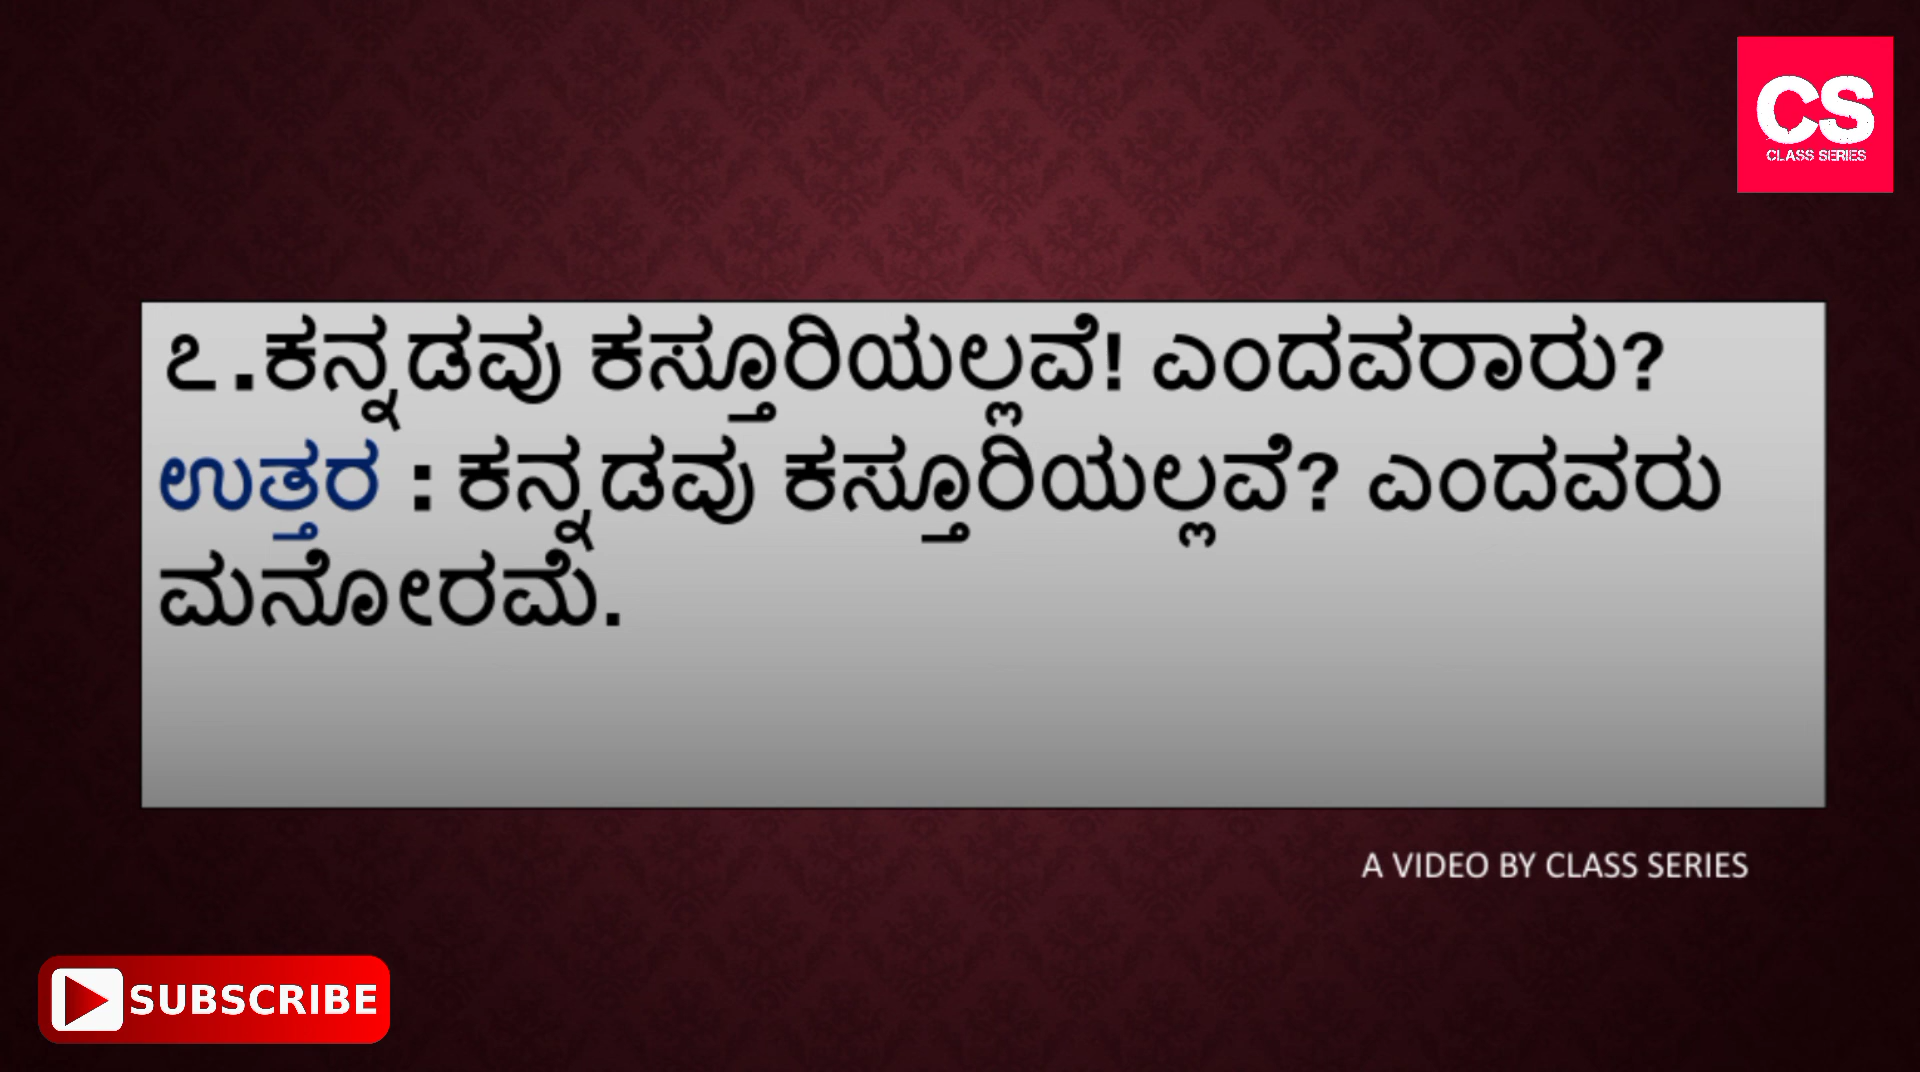 CS
CLASS SERIES
೭.ಕನ್ನಡವು ಕಸ್ತೂರಿಯಲ್ಲವೆ! ಎಂದವರಾರು?
ಉತ್ತರ : ಕನ್ನಡವು ಕಸ್ತೂರಿಯಲ್ಲವೆ? ಎಂದವರು
ಮನೋರಮೆ.
A VIDEO BY CLASS SERIES
SUBSCRIBE